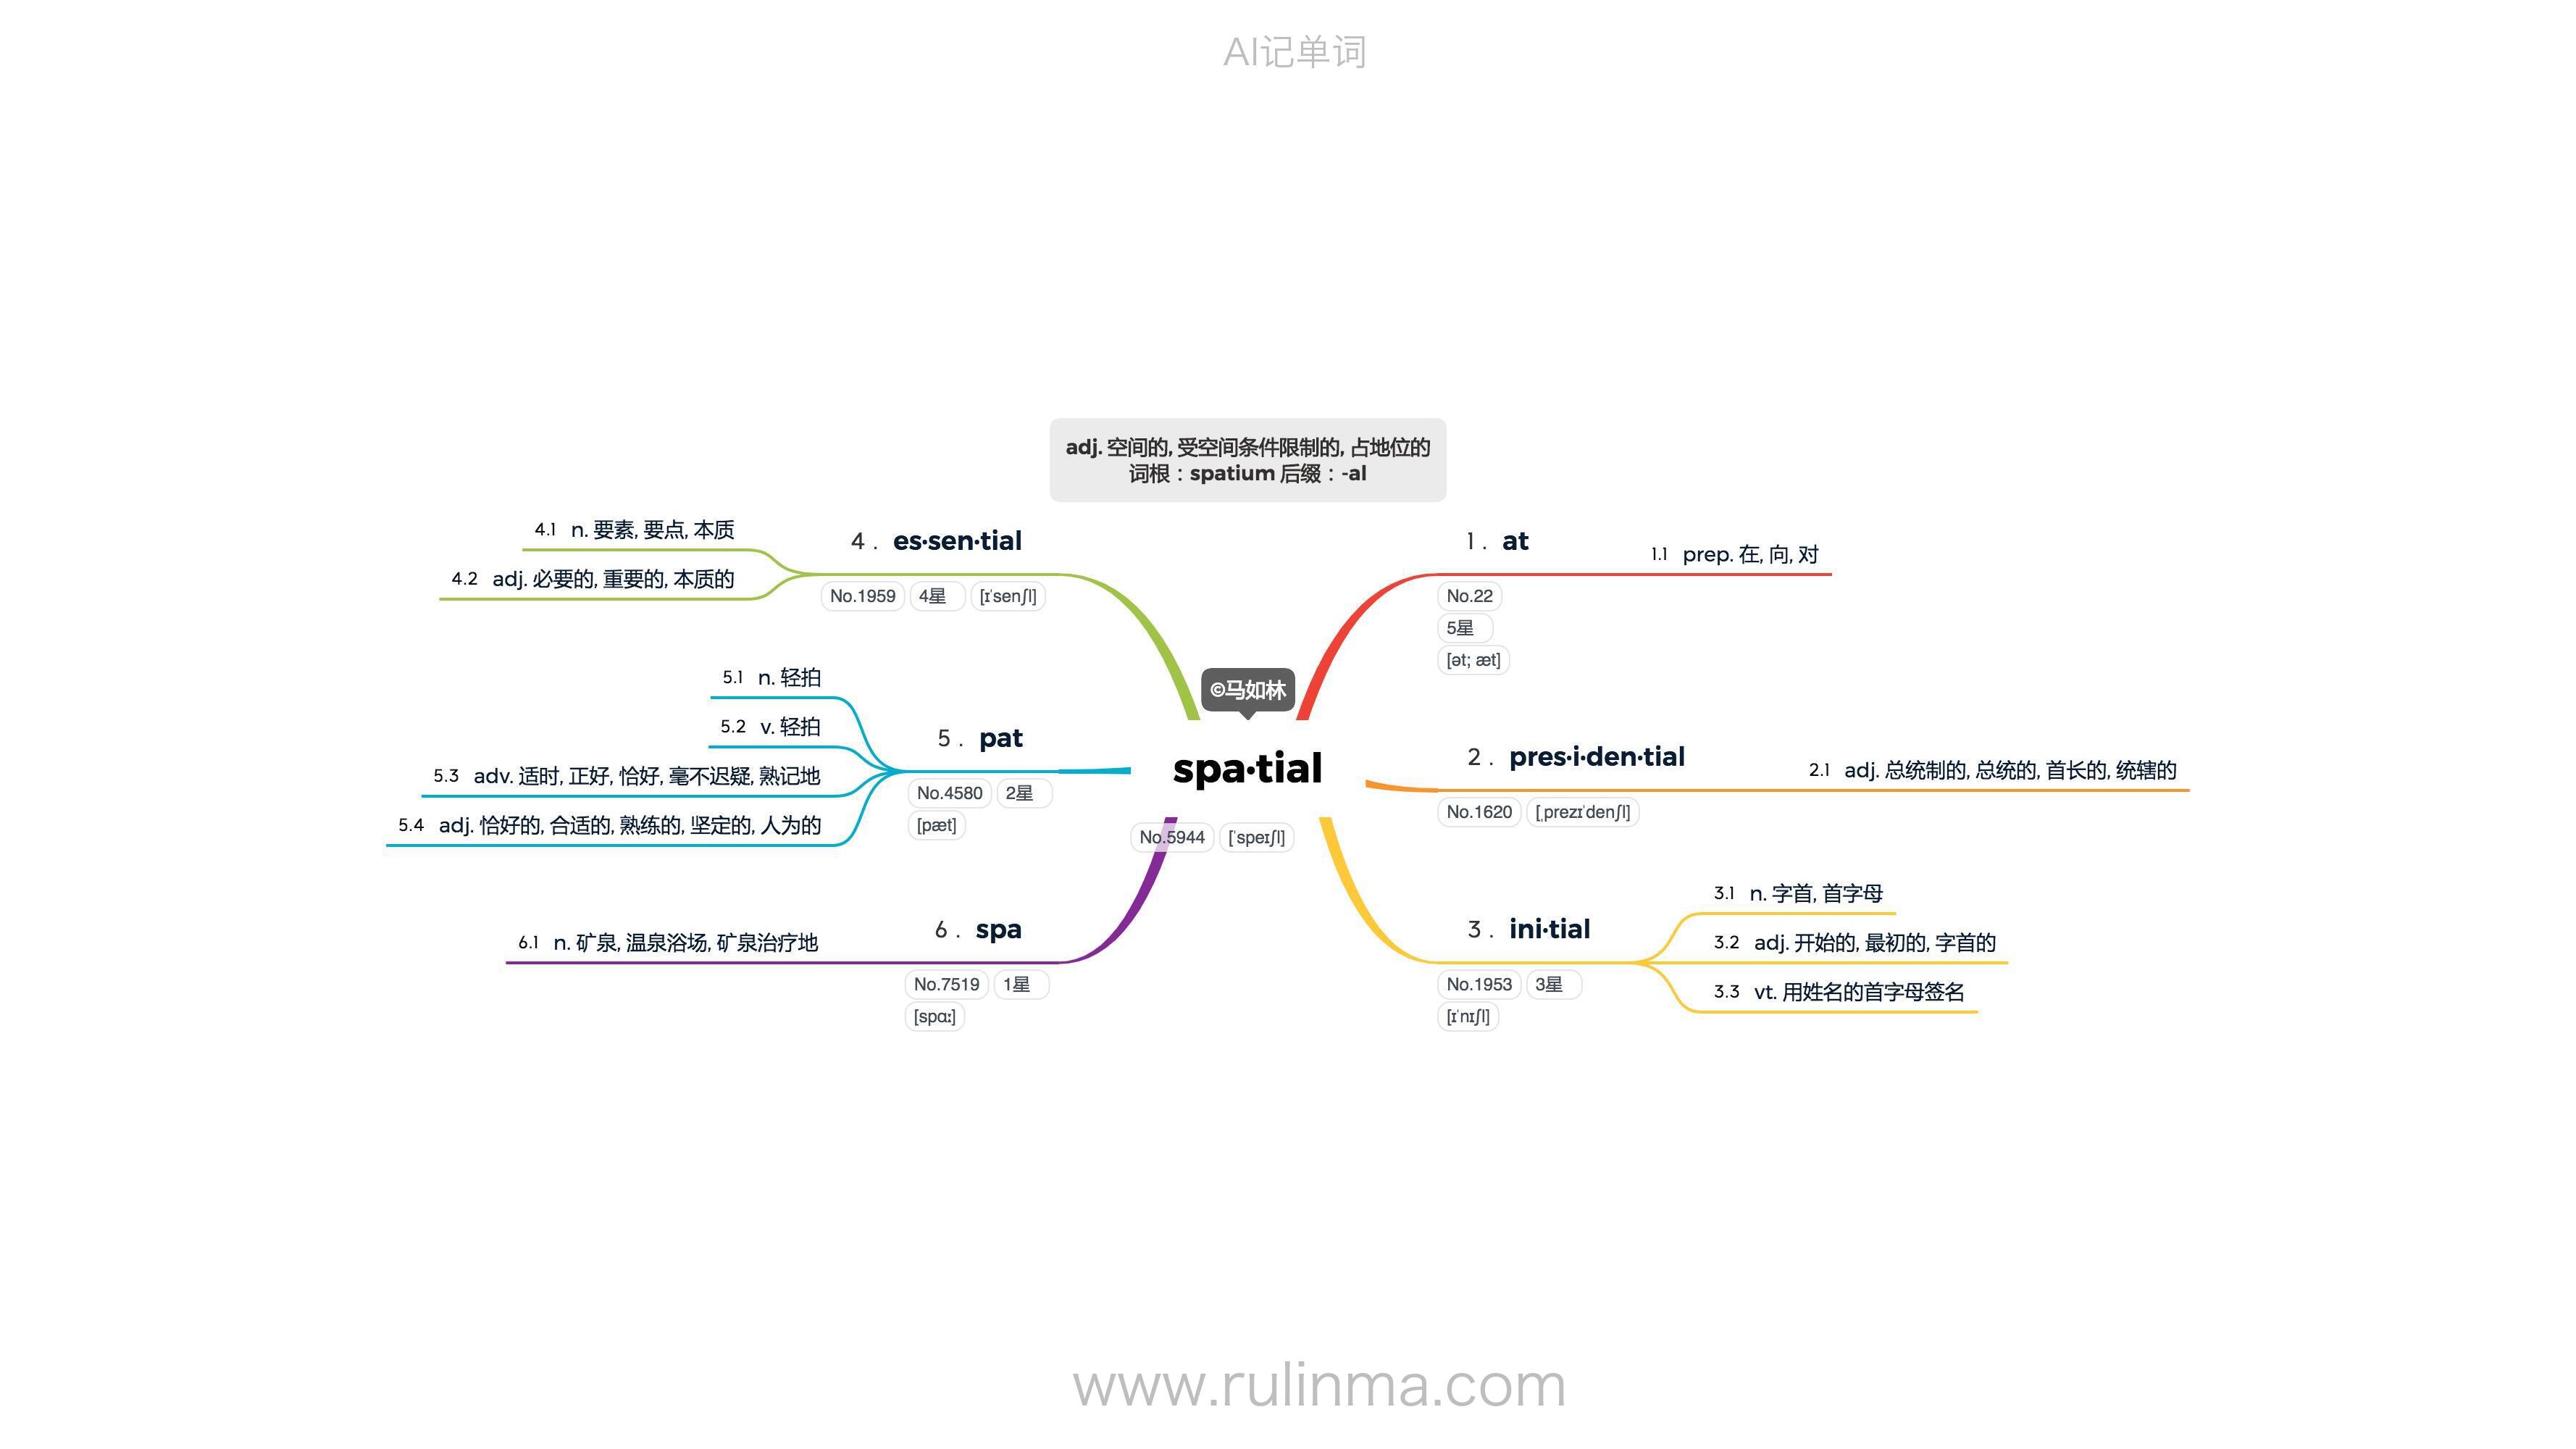 AI记单词
adj. 空间的, 受空间条件限制的, 占地位的
词根：spatium 后缀：-al
©马如林
spa·tial
No.5944 [ˈspeɪʃl]
1. at
No.22
5星
[ət; æt]
1.1 prep. 在, 向, 对
2. pres·i·den·tial
No.1620 [ˌprezɪˈdenʃl]
2.1 adj. 总统制的, 总统的, 首长的, 统辖的
3. ini·tial
No.1953 3星
[ɪˈnɪʃl]
3.1 n. 字首, 首字母
3.2 adj. 开始的, 最初的, 字首的
3.3 vt. 用姓名的首字母签名
4. es·sen·tial
No.1959 4星 [ɪˈsenʃl]
4.1 n. 要素, 要点, 本质
4.2 adj. 必要的, 重要的, 本质的
5. pat
No.4580 2星
[pæt]
5.1 n. 轻拍
5.2 v. 轻拍
5.3 adv. 适时, 正好, 恰好, 毫不迟疑, 熟记地
5.4 adj. 恰好的, 合适的, 熟练的, 坚定的, 人为的
6. spa
No.7519 1星
[spɑː]
6.1 n. 矿泉, 温泉浴场, 矿泉治疗地
www.rulinma.com